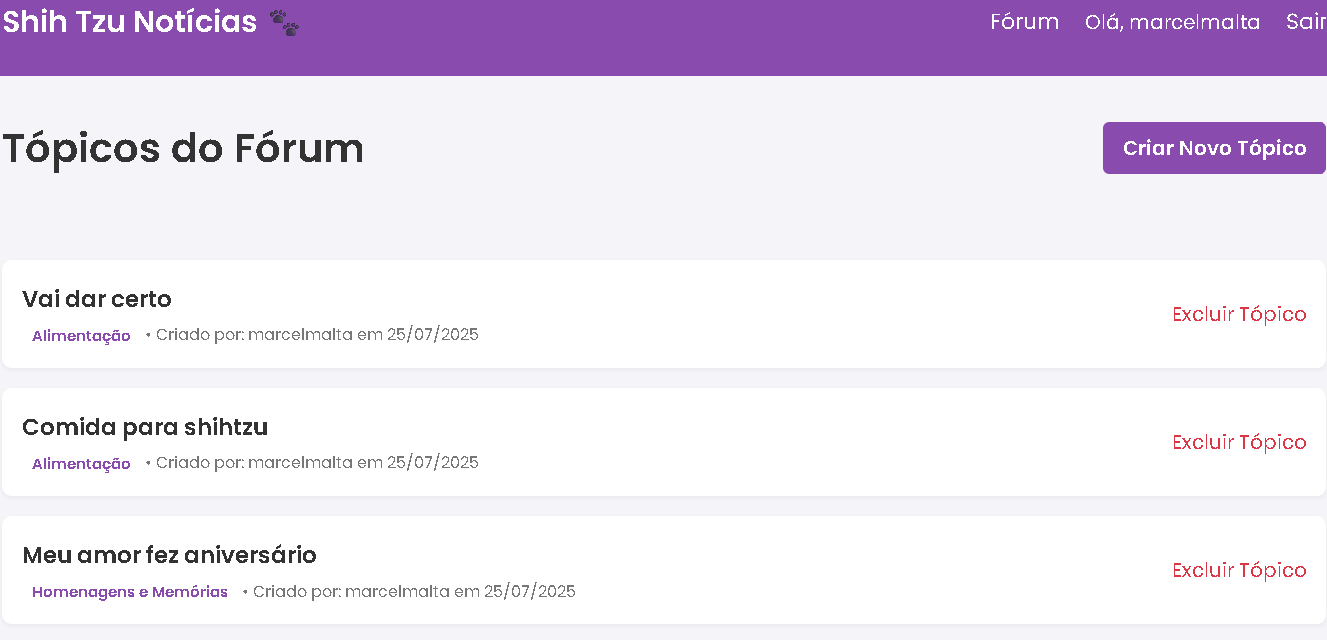 Shih Tzu Notícias 🐾
Fórum Olá, marcelmalta Sair
Tópicos do Fórum
Criar Novo Tópico
Vai dar certo
Alimentação • Criado por: marcelmalta em 25/07/2025
Excluir Tópico
Comida para shihtzu
Alimentação • Criado por: marcelmalta em 25/07/2025
Excluir Tópico
Meu amor fez aniversário
Homenagens e Memórias • Criado por: marcelmalta em 25/07/2025
Excluir Tópico